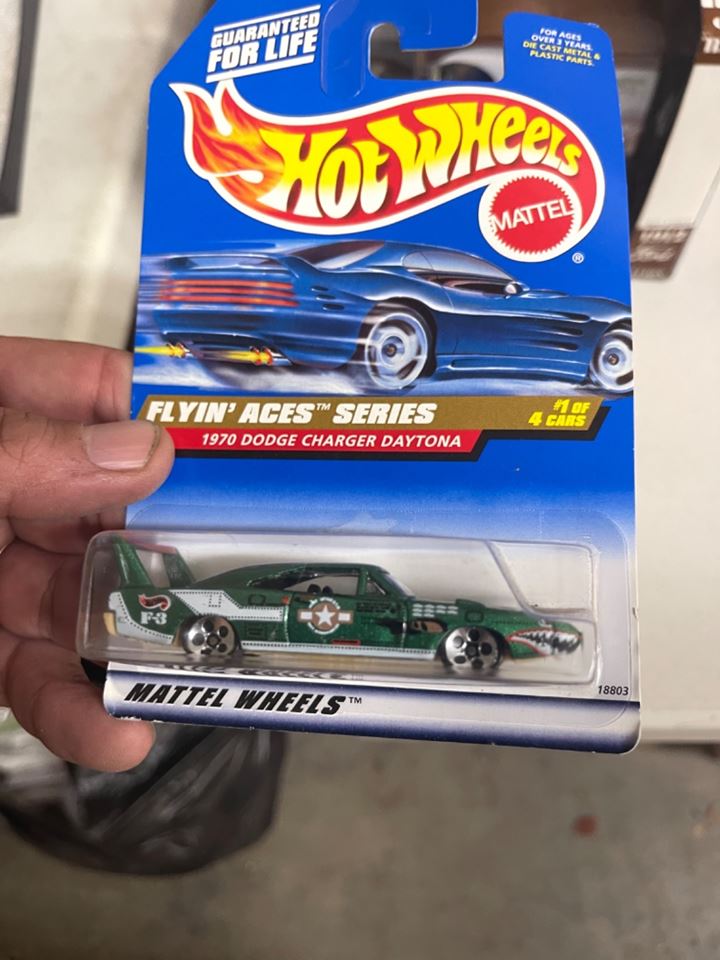 GUARANTEED
FOR LIFE
FOR AGES
OVER 3 YEARS.
DIE CAST METAL &
PLASTIC PARTS.
HOT WHEELS
MATTEL
®
FLYIN' ACES™ SERIES
#1 OF
4 CARS
1970 DODGE CHARGER DAYTONA
F-3
18803
MATTEL WHEELS™